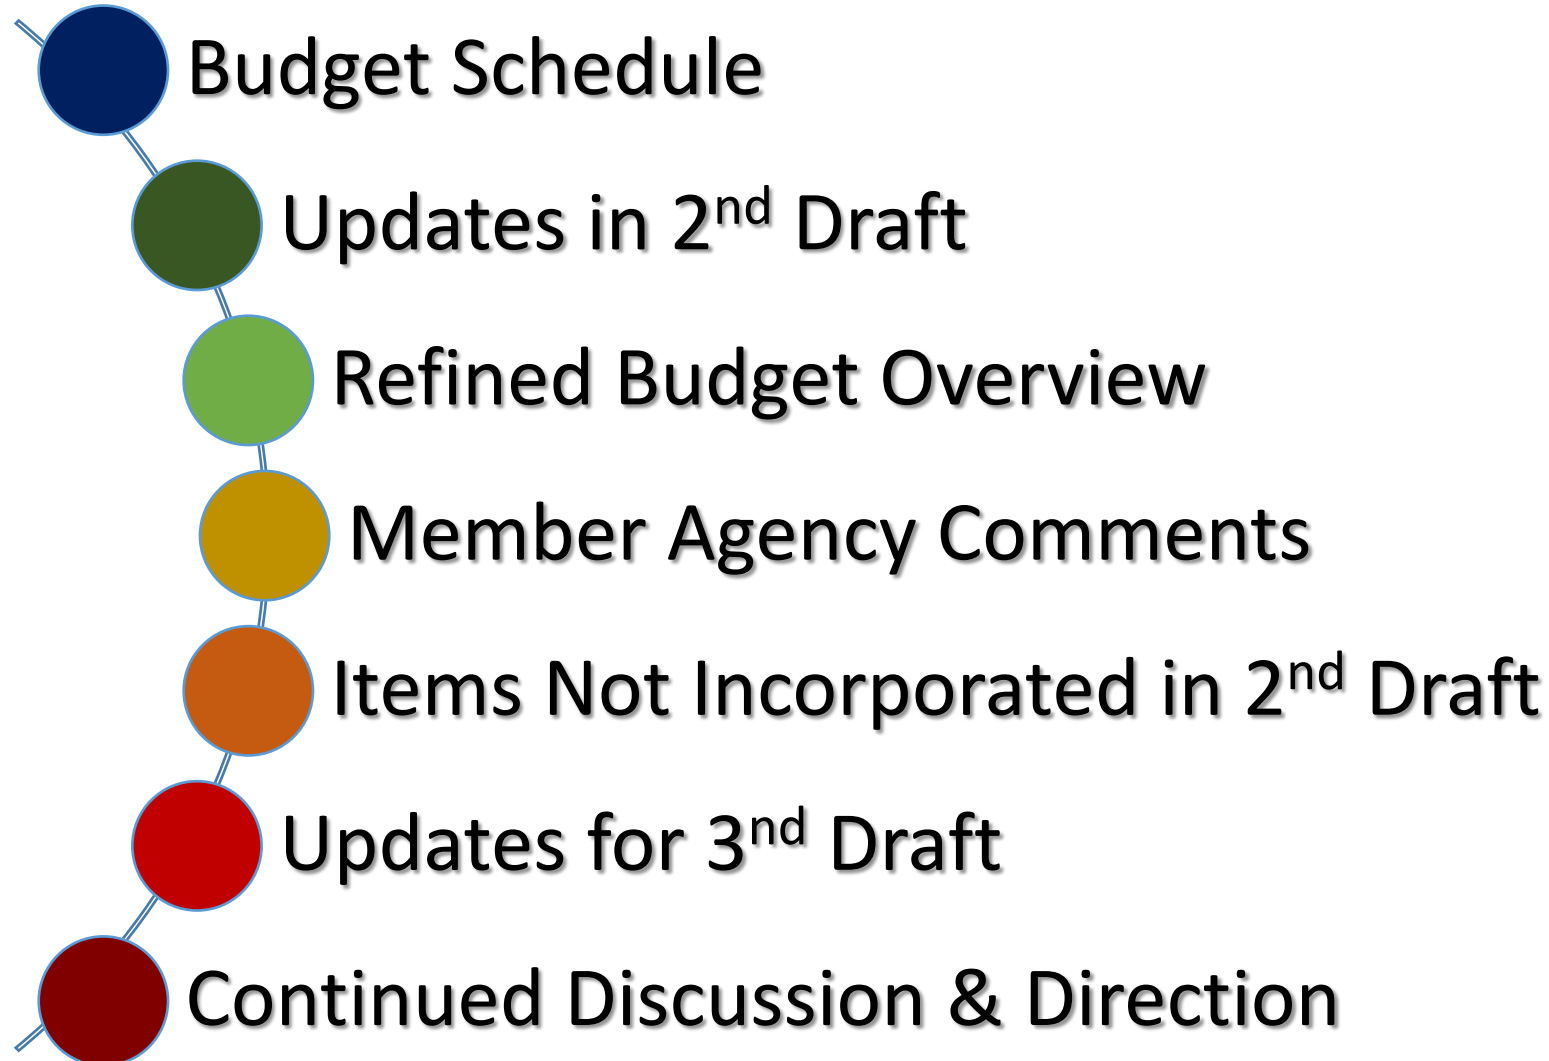 Budget Schedule
Updates in 2nd Draft
Refined Budget Overview
Member Agency Comments
Items Not Incorporated in 2nd Draft
Updates for 3nd Draft
Continued Discussion & Direction